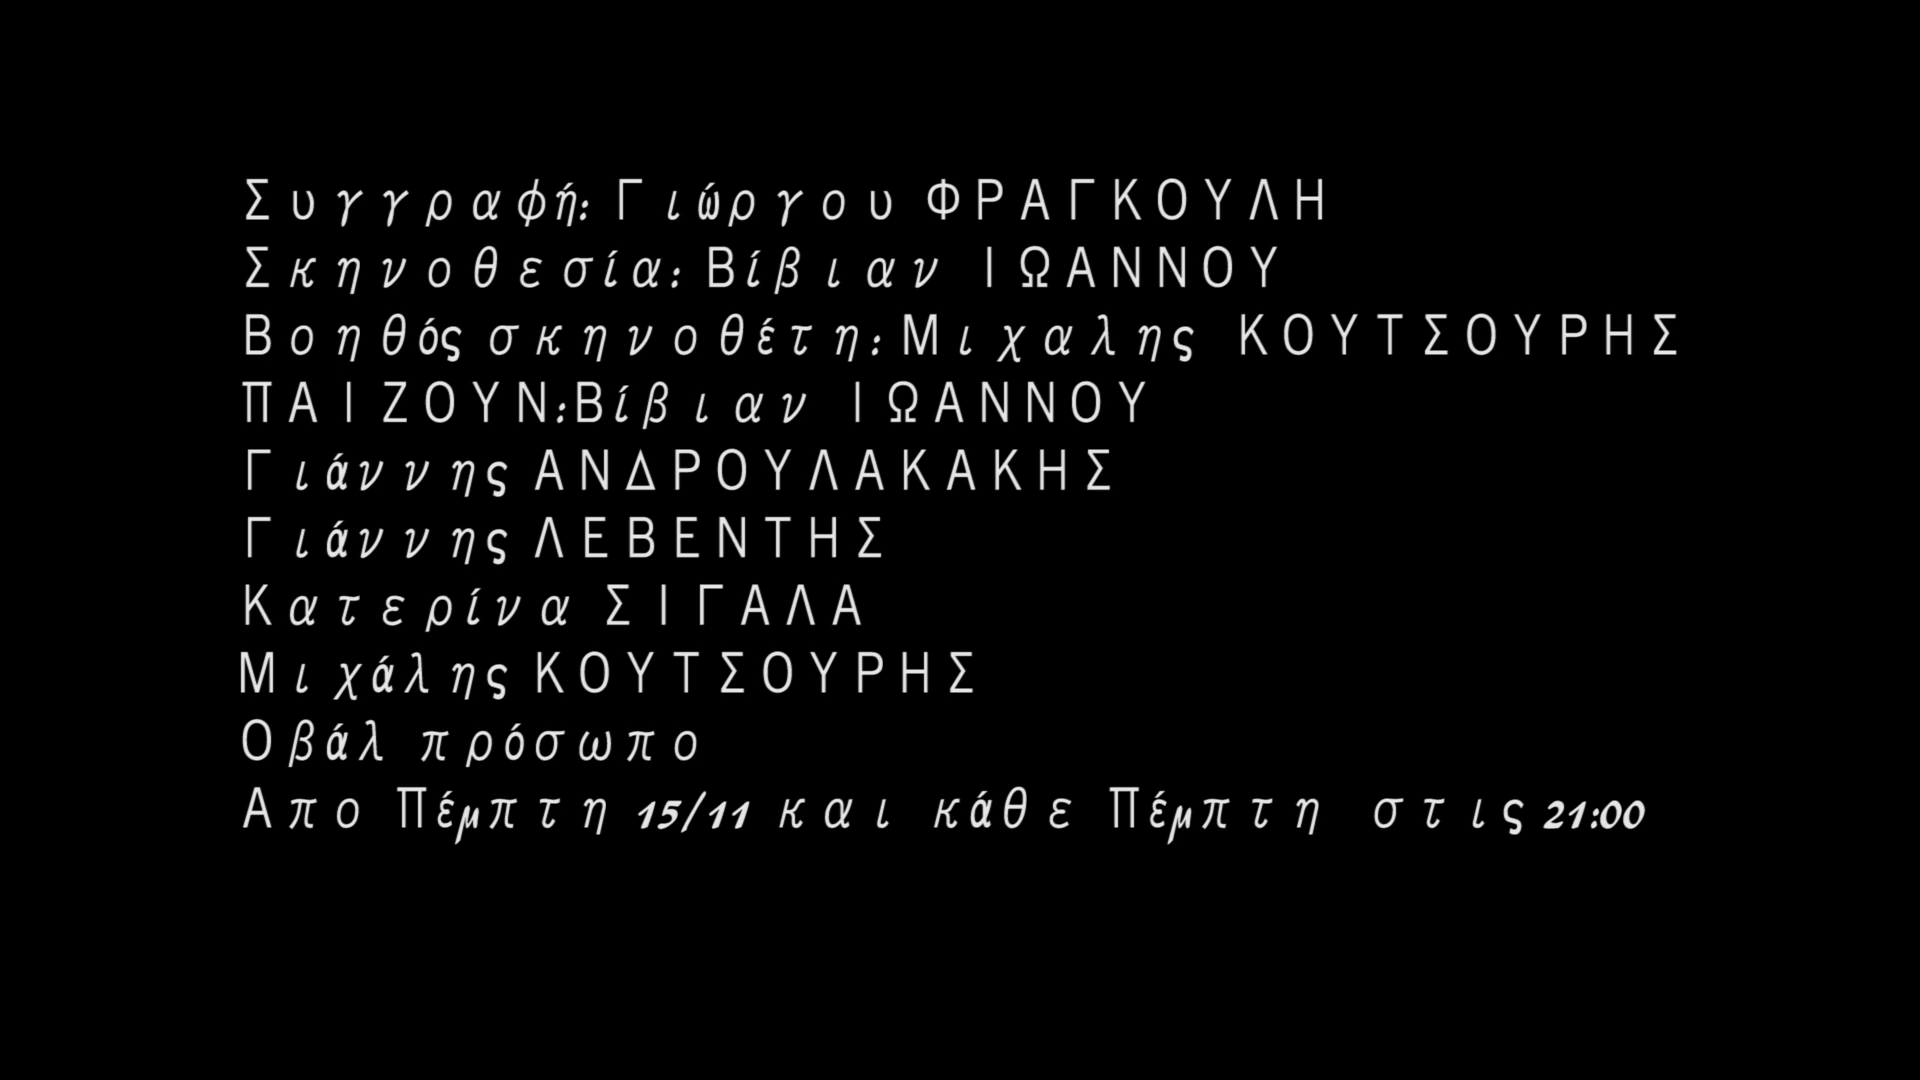 Συγγραφή: Γιώργου ΦΡΑΓΚΟΥΛΗ
Σκηνοθεσία: Βίβιαν ΙΩΑΝΝΟΥ
Βοηθός σκηνοθέτη: Μιχαλης ΚΟΥΤΣΟΥΡΗΣ
ΠΑΙΖΟΥΝ:Βίβιαν ΙΩΑΝΝΟΥ
Γιάννης ΑΝΔΡΟΥΛΑΚΑΚΗΣ
Γιάννης ΛΕΒΕΝΤΗΣ
Κατερίνα ΣΙΓΑΛΑ
Μιχάλης ΚΟΥΤΣΟΥΡΗΣ
Οβάλ πρόσωπο
Απο Πέμπτη 15/11 και κάθε Πέμπτη στις 21:00